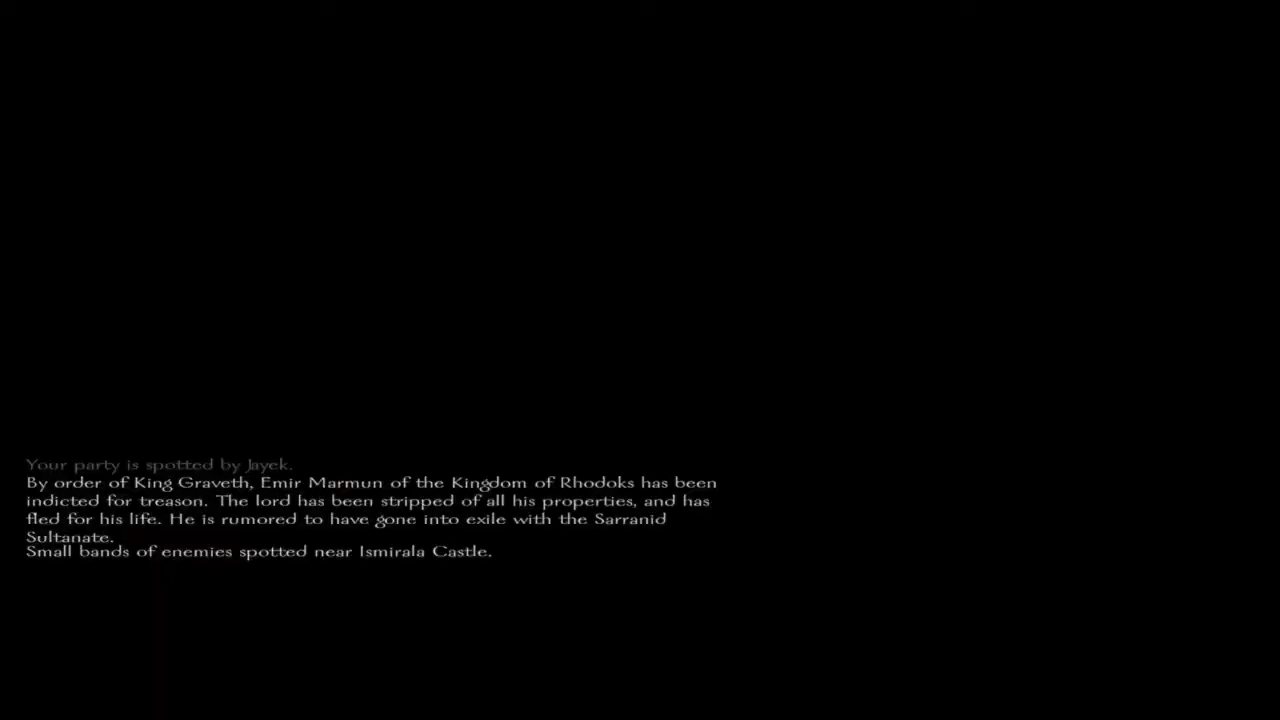 Your party is spotted by Jayek.
By order of King Graveth, Emir Marmun of the Kingdom of Rhodoks has been
indicted for treason. The lord has been stripped of all his properties, and has
fled for his life. He is rumored to have gone into exile with the Sarranid
Sultanate.
Small bands of enemies spotted near Ismirala Castle.